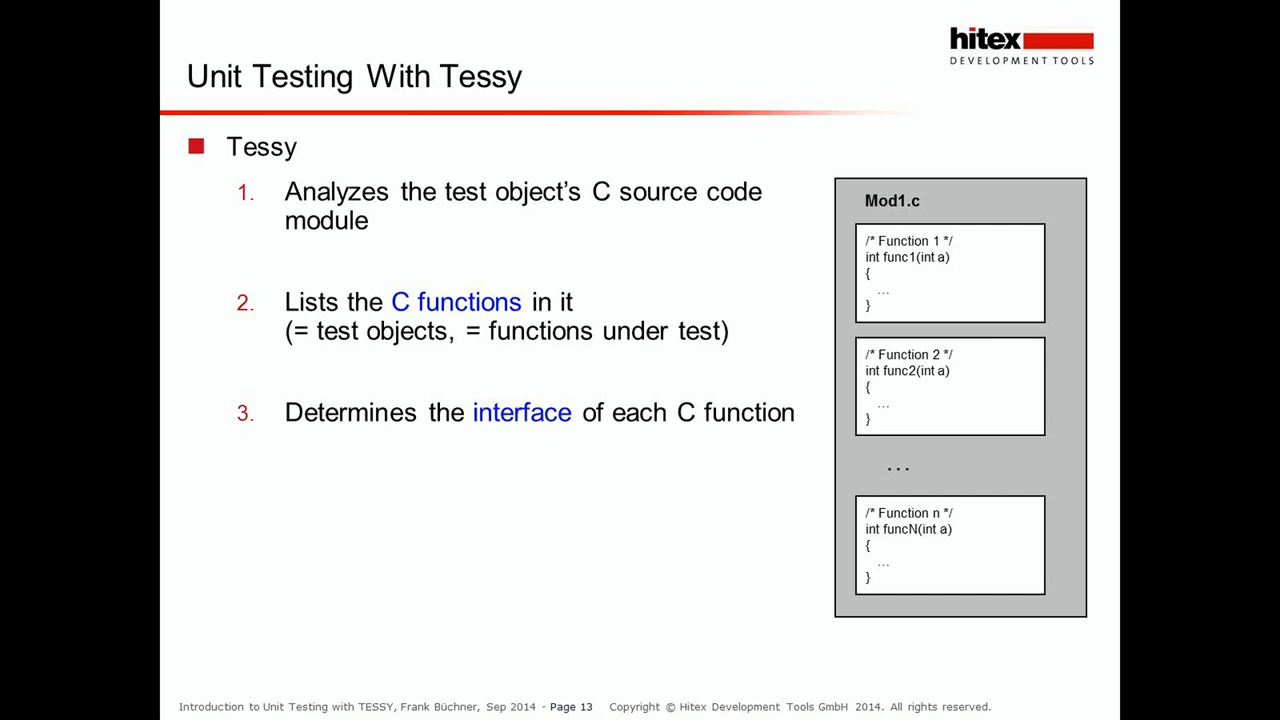 hitex
DEVELOPMENT TOOLS
Unit Testing With Tessy
Tessy
1. Analyzes the test object's C source code
module
2. Lists the C functions in it
(= test objects, = functions under test)
3. Determines the interface of each C function
Mod1.c
/* Function 1 */
int func1(int a)
{
...
}
/* Function 2 */
int func2(int a)
{
...
}
...
/* Function n */
int funcN(int a)
{
...
}
Introduction to Unit Testing with TESSY, Frank Büchner, Sep 2014 - Page 13 Copyright © Hitex Development Tools GmbH 2014. All rights reserved.